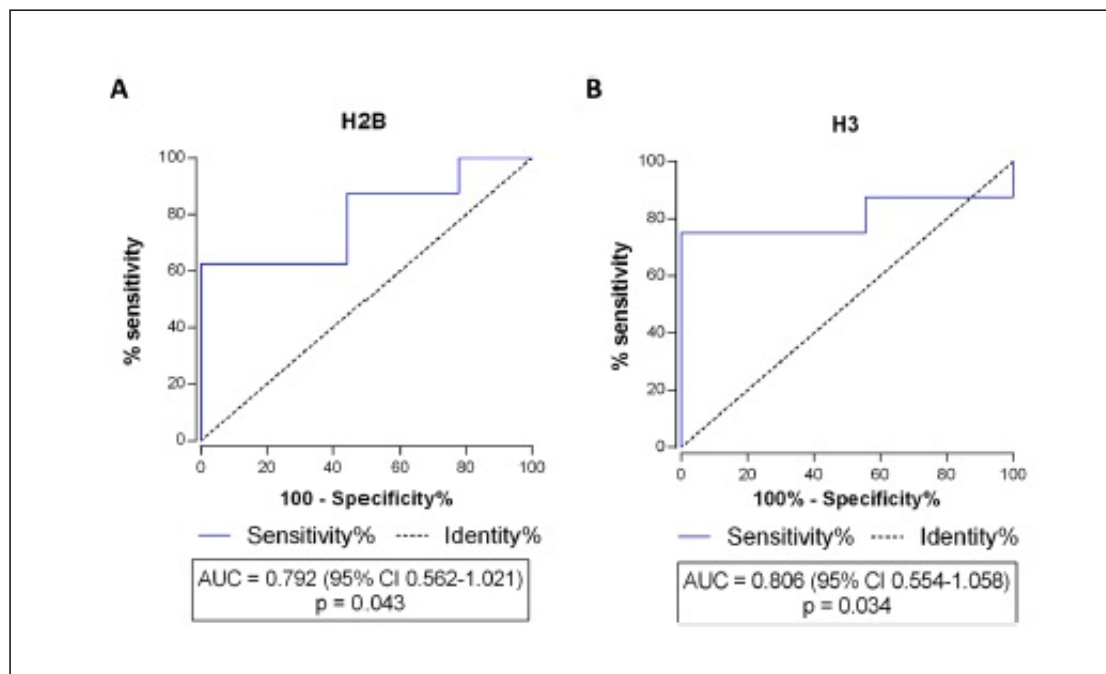 A
H2B
100
80
60
40
20
0
% sensitivity
0 20 40 60 80 100
100 - Specificity%
Sensitivity% Identity%
AUC = 0.792 (95% CI 0.562-1.021)
p = 0.043
B
H3
100
80
60
40
20
0
% sensitivity
0 20 40 60 80 100
100% - Specificity%
Sensitivity% Identity%
AUC = 0.806 (95% CI 0.554-1.058)
p = 0.034